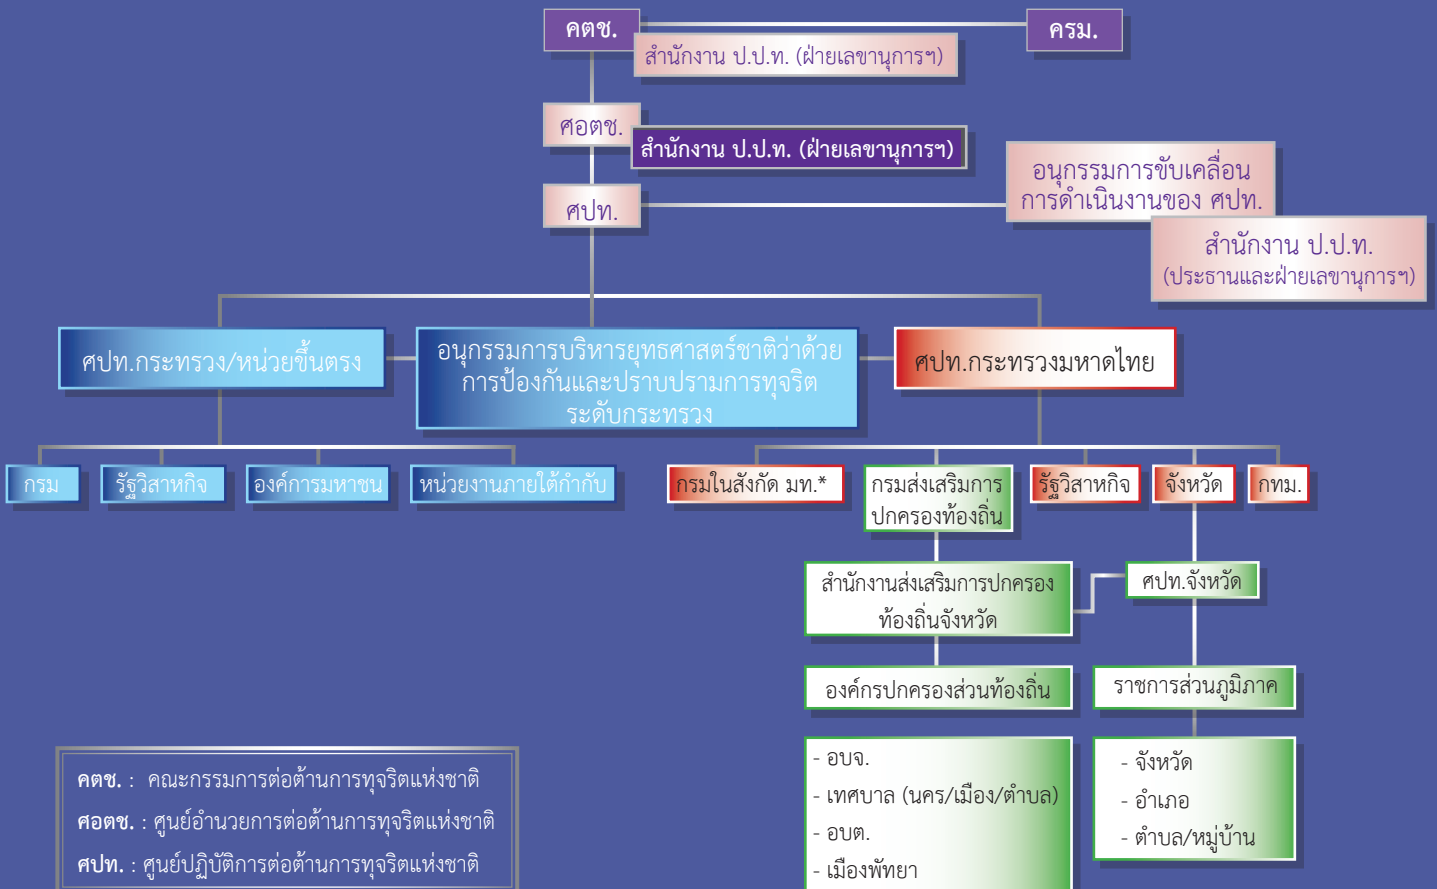 คตช.
ครม.
สำนักงาน ป.ป.ท. (ฝ่ายเลขานุการฯ)
ศอตช.
สำนักงาน ป.ป.ท. (ฝ่ายเลขานุการฯ)
อนุกรรมการขับเคลื่อน
การดำเนินงานของ ศปท.
ศปท.
สำนักงาน ป.ป.ท.
(ประธานและฝ่ายเลขานุการฯ)
ศปท.กระทรวง/หน่วยขึ้นตรง
อนุกรรมการบริหารยุทธศาสตร์ชาติว่าด้วย
การป้องกันและปราบปรามการทุจริต
ระดับกระทรวง
ศปท.กระทรวงมหาดไทย
กรม
รัฐวิสาหกิจ
องค์การมหาชน
หน่วยงานภายใต้กำกับ
กรมในสังกัด มท.*
กรมส่งเสริมการ
ปกครองท้องถิ่น
รัฐวิสาหกิจ
จังหวัด
กทม.
สำนักงานส่งเสริมการปกครอง
ท้องถิ่นจังหวัด
ศปท.จังหวัด
องค์กรปกครองส่วนท้องถิ่น
ราชการส่วนภูมิภาค
- อบจ.
- เทศบาล (นคร/เมือง/ตำบล)
- อบต.
- เมืองพัทยา
- จังหวัด
- อำเภอ
- ตำบล/หมู่บ้าน
คตช. : คณะกรรมการต่อต้านการทุจริตแห่งชาติ
ศอตช. : ศูนย์อำนวยการต่อต้านการทุจริตแห่งชาติ
ศปท. : ศูนย์ปฏิบัติการต่อต้านการทุจริตแห่งชาติ